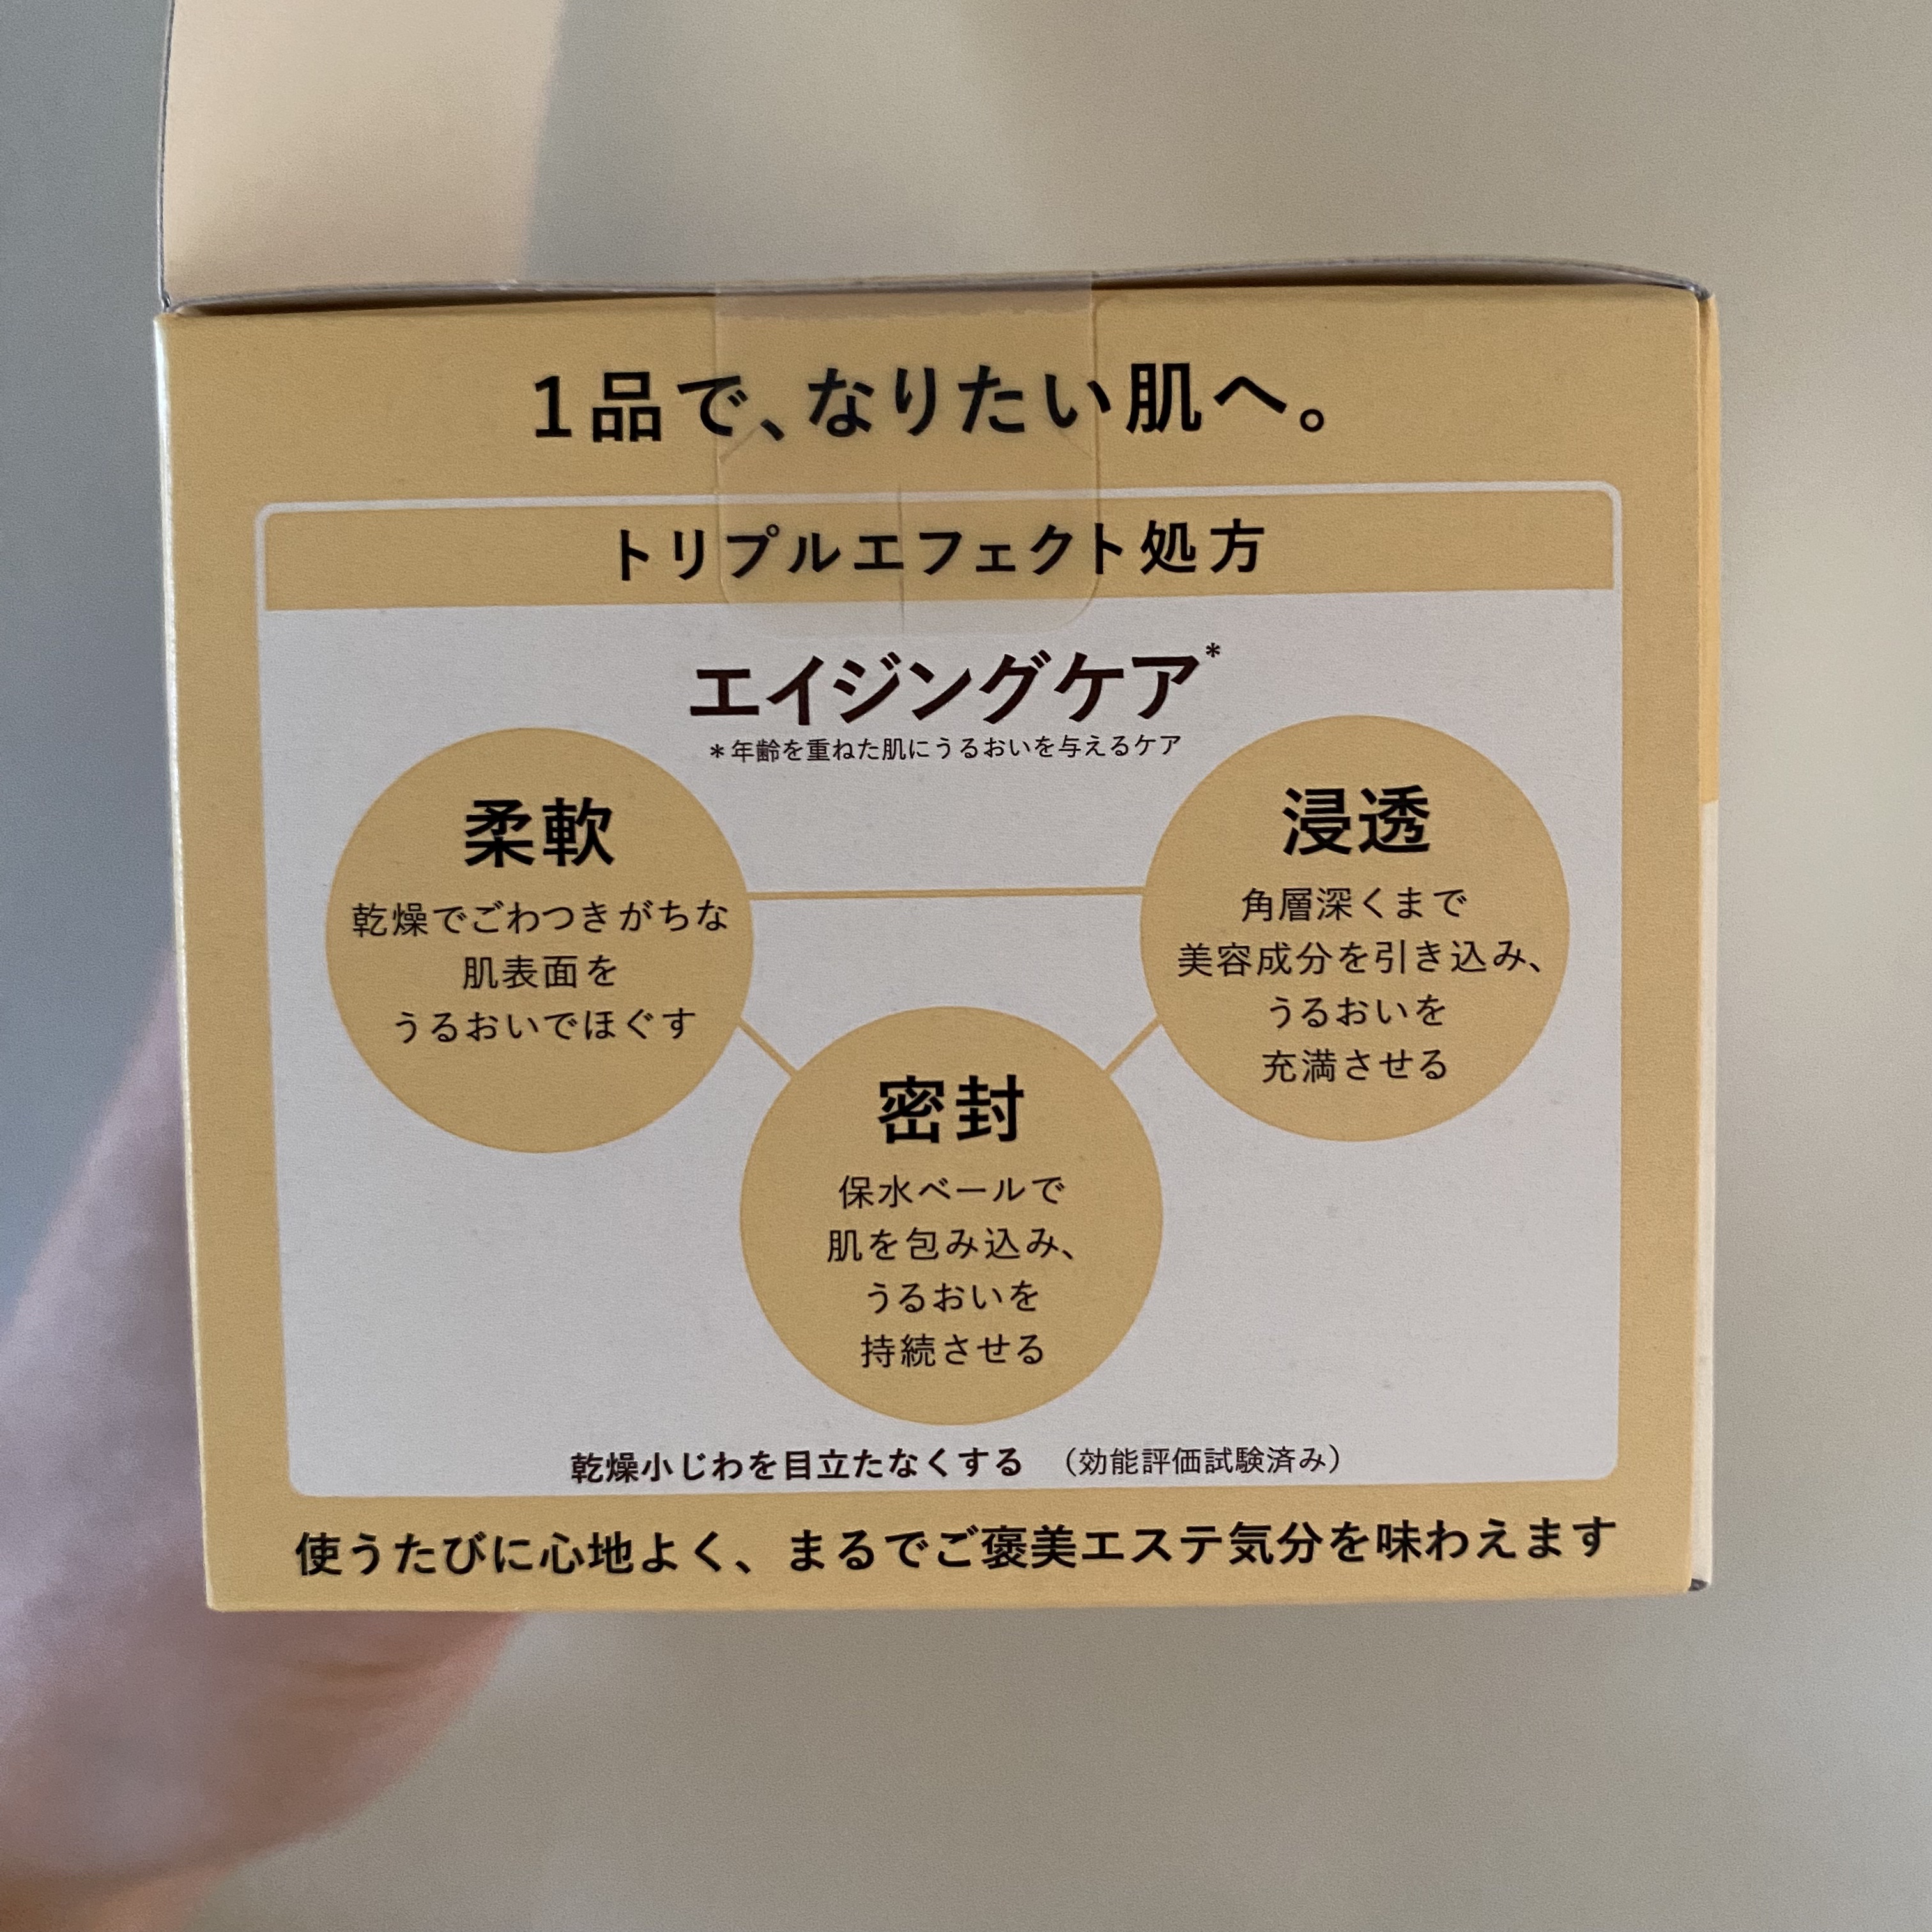 1品で、なりたい肌へ。
トリプルエフェクト処方
エイジングケア*
*年齢を重ねた肌にうるおいを与えるケア
柔軟
乾燥でごわつきがちな
肌表面を
うるおいでほぐす
浸透
角層深くまで
美容成分を引き込み、
うるおいを
充満させる
密封
保水ベールで
肌を包み込み、
うるおいを
持続させる
乾燥小じわを目立たなくする （効能評価試験済み）
使うたびに心地よく、まるでご褒美エステ気分を味わえます